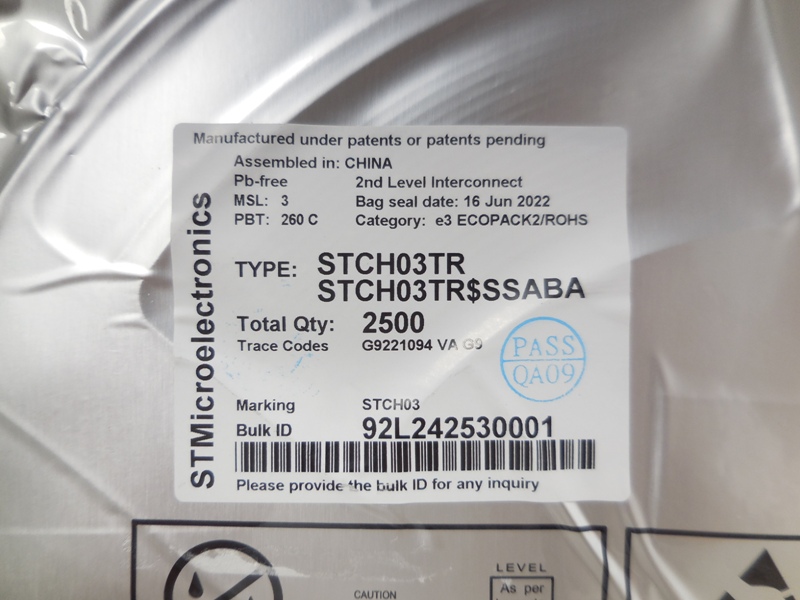 Manufactured under patents or patents pending
Assembled in: CHINA
Pb-free 2nd Level Interconnect
MSL: 3 Bag seal date: 16 Jun 2022
PBT: 260 C Category: e3 ECOPACK2/ROHS
STMicroelectronics
TYPE: STCH03TR
STCH03TR$SSABA
Total Qty: 2500
Trace Codes G9221094 VA G9
PASS
QA09
Marking STCH03
Bulk ID 92L242530001
Please provide the bulk ID for any inquiry
LEVEL
CAUTION
As per